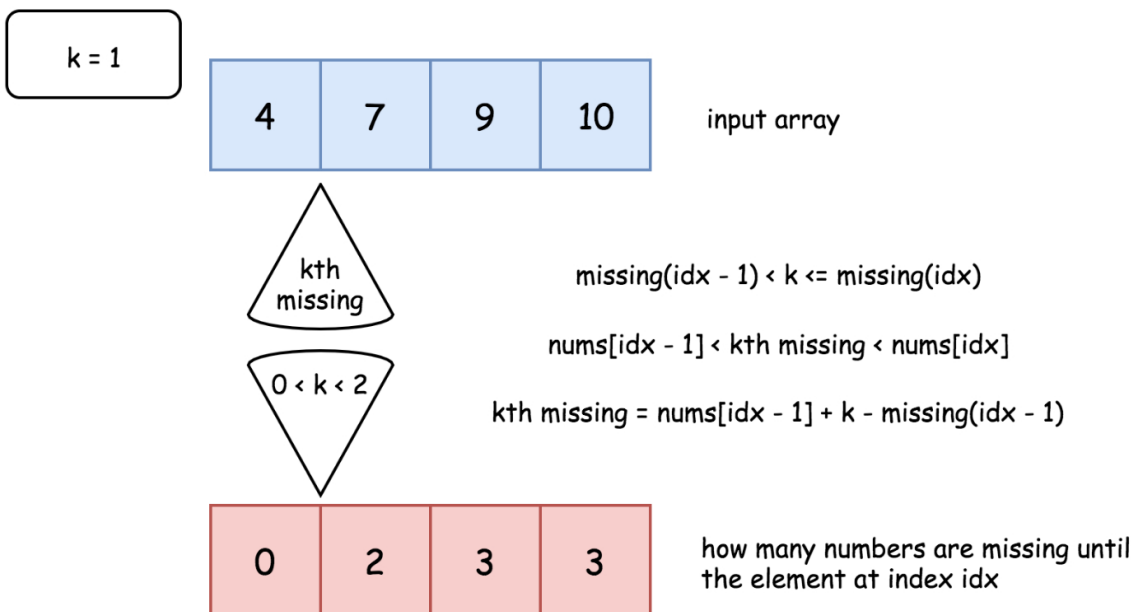 k = 1
4 7 9 10
input array
kth
missing
missing(idx - 1) < k <= missing(idx)
nums[idx - 1] < kth missing < nums[idx]
0 < k < 2
kth missing = nums[idx - 1] + k - missing(idx - 1)
0 2 3 3
how many numbers are missing until
the element at index idx